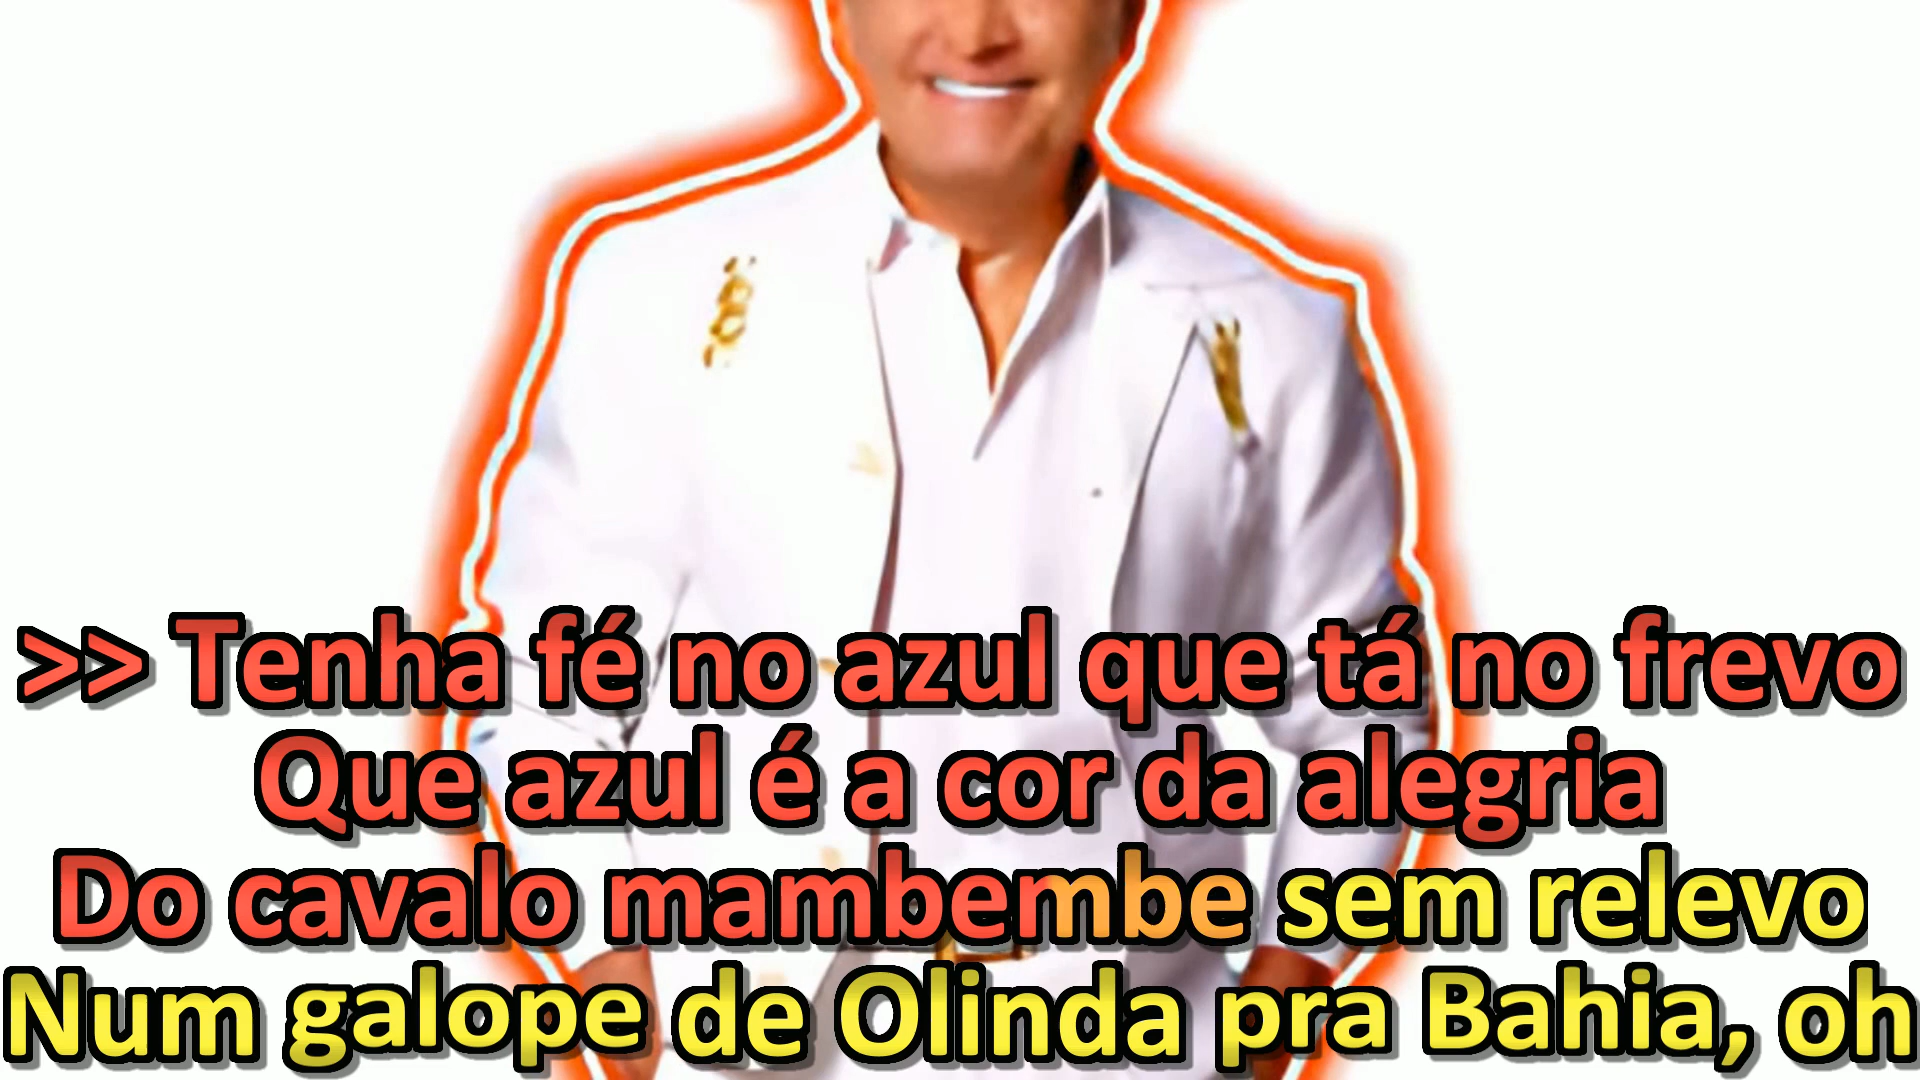 >> Tenha fé no azul que tá no frevo
Que azul é a cor da alegria
Do cavalo mambembe sem relevo
Num galope de Olinda pra Bahia, oh